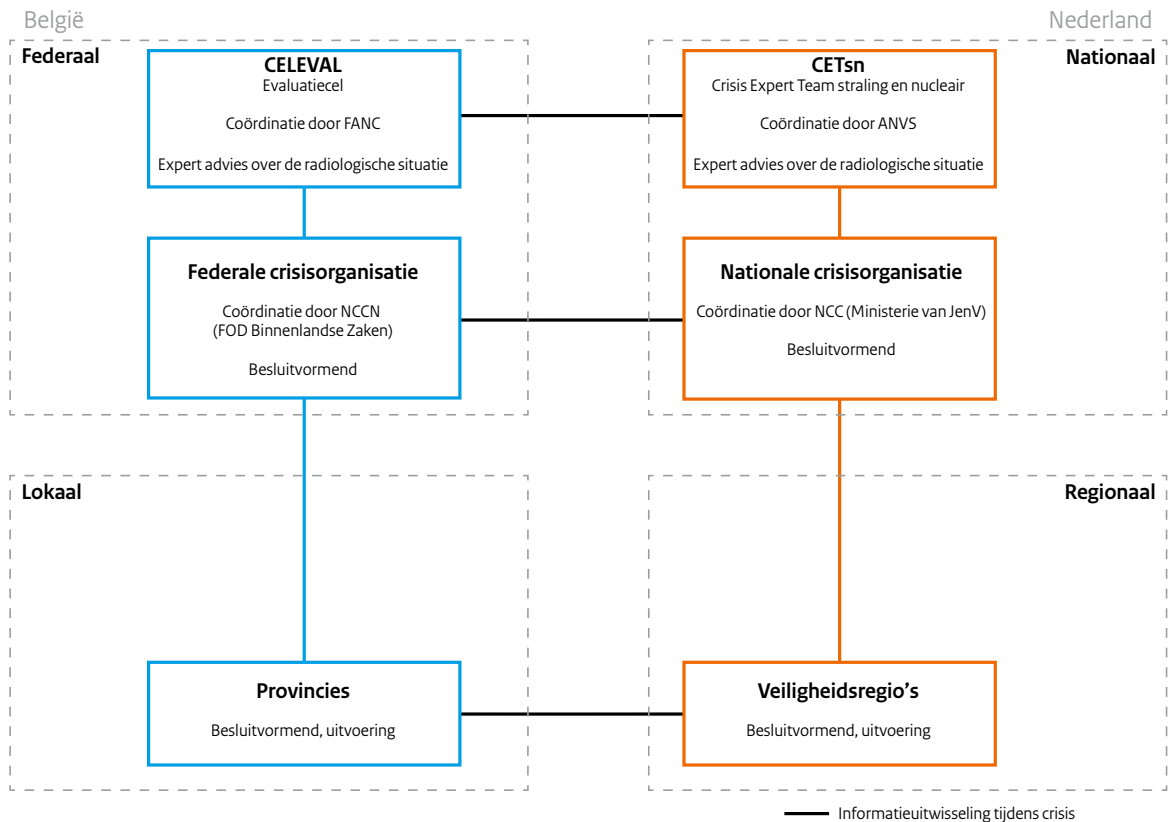 België
Nederland
Federaal
Nationaal
CELEVAL
Evaluatiecel
Coördinatie door FANC
Expert advies over de radiologische situatie
CETsn
Crisis Expert Team straling en nucleair
Coördinatie door ANVS
Expert advies over de radiologische situatie
Federale crisisorganisatie
Coördinatie door NCCN
(FOD Binnenlandse Zaken)
Besluitvormend
Nationale crisisorganisatie
Coördinatie door NCC (Ministerie van JenV)
Besluitvormend
Lokaal
Regionaal
Provincies
Besluitvormend, uitvoering
Veiligheidsregio’s
Besluitvormend, uitvoering
Informatieuitwisseling tijdens crisis